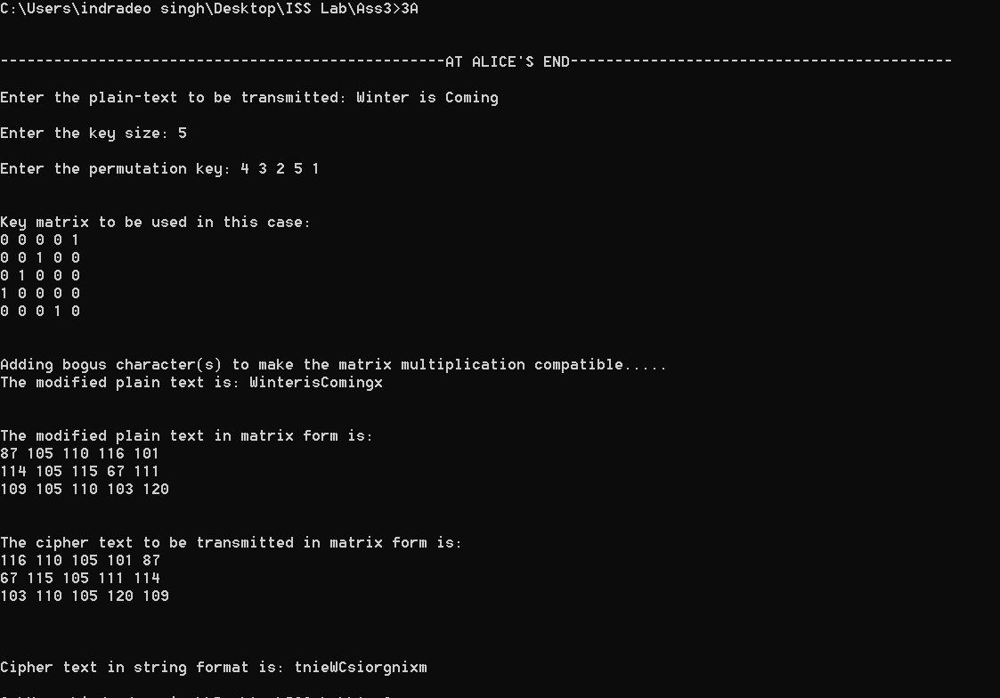 C:\Users\indradeo singh\Desktop\ISS Lab\Ass3>3A
--------------------------------------------------AT ALICE'S END-------------------------------------------
Enter the plain-text to be transmitted: Winter is Coming
Enter the key size: 5
Enter the permutation key: 4 3 2 5 1
Key matrix to be used in this case:
0 0 0 0 1
0 0 1 0 0
0 1 0 0 0
1 0 0 0 0
0 0 0 1 0
Adding bogus character(s) to make the matrix multiplication compatible.....
The modified plain text is: WinterisComingx
The modified plain text in matrix form is:
87 105 110 116 101
114 105 115 67 111
109 105 110 103 120
The cipher text to be transmitted in matrix form is:
116 110 105 101 87
67 115 105 111 114
103 110 105 120 109
Cipher text in string format is: tnieWCsiorgnixm